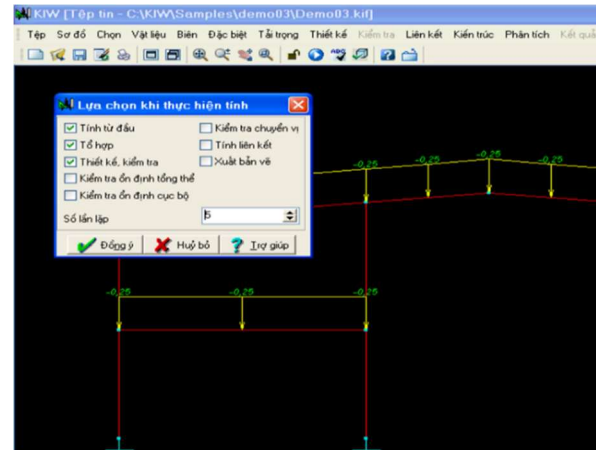 KIW [Tệp tin - C:\KIW\Samples\demo03\Demo03.kif]
Tệp Sơ đồ Chọn Vật liệu Biên Đặc biệt Tải trọng Thiết kế Kiểm tra Liên kết Kiến trúc Phân tích Kết quả
Lựa chọn khi thực hiện tính
Tính từ đầu Kiểm tra chuyển vị
Tổ hợp Tính liên kết
Thiết kế, kiểm tra Xuất bản vẽ
Kiểm tra ổn định tổng thể
Kiểm tra ổn định cục bộ
Số lần lặp 5
Đồng ý Huỷ bỏ Trợ giúp
-0,25 -0,25 -0,25 -0,25
-0,25 -0,25 -0,25